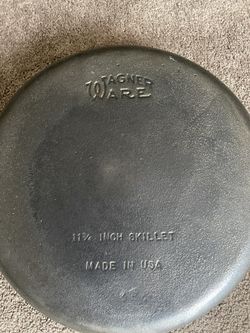 WAGNER
WARE
11¾ INCH SKILLET
MADE IN USA